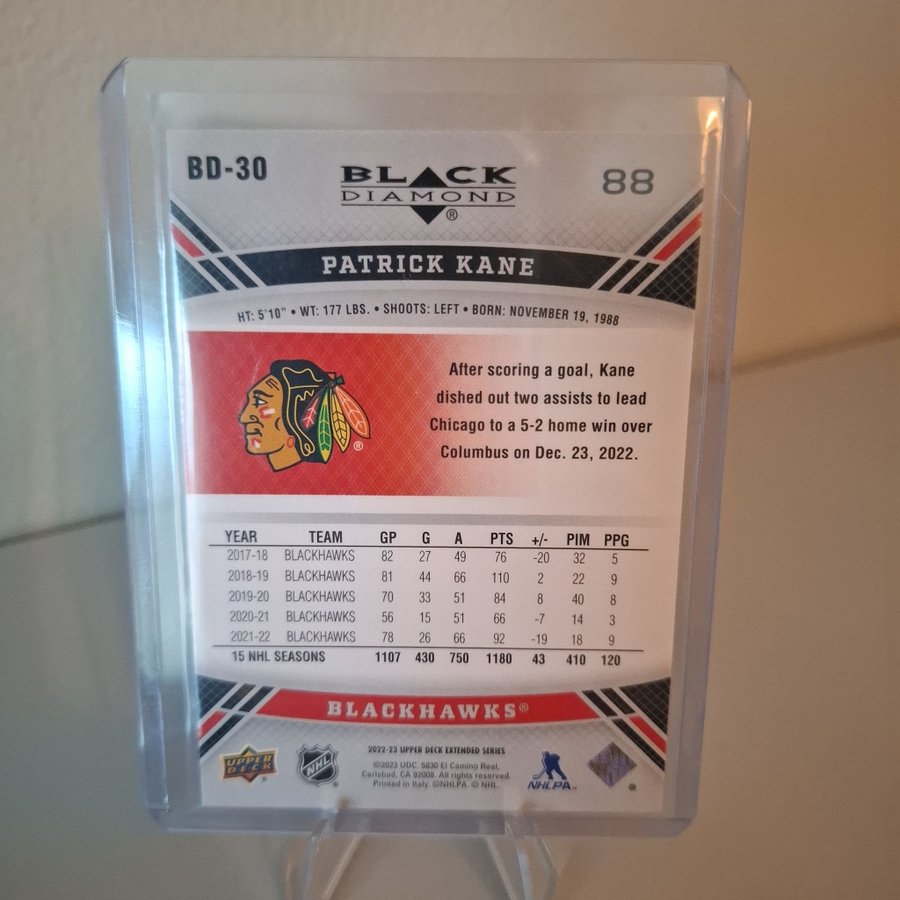 BD-30
BLACK
DIAMOND®
88
PATRICK KANE
HT: 5'10" • WT: 177 LBS. • SHOOTS: LEFT • BORN: NOVEMBER 19, 1988
After scoring a goal, Kane
dished out two assists to lead
Chicago to a 5-2 home win over
Columbus on Dec. 23, 2022.
®
YEAR TEAM GP G A PTS +/- PIM PPG
2017-18 BLACKHAWKS 82 27 49 76 -20 32 5
2018-19 BLACKHAWKS 81 44 66 110 2 22 9
2019-20 BLACKHAWKS 70 33 51 84 8 40 8
2020-21 BLACKHAWKS 56 15 51 66 -7 14 3
2021-22 BLACKHAWKS 78 26 66 92 -19 18 9
15 NHL SEASONS 1107 430 750 1180 43 410 120
BLACKHAWKS®
2022-23 UPPER DECK EXTENDED SERIES
©2023 UDC. 5830 El Camino Real,
Carlsbad, CA 92008. All rights reserved.
Printed in Italy. ©NHLPA © NHL.
UPPER
DECK
NHL
NHLPA